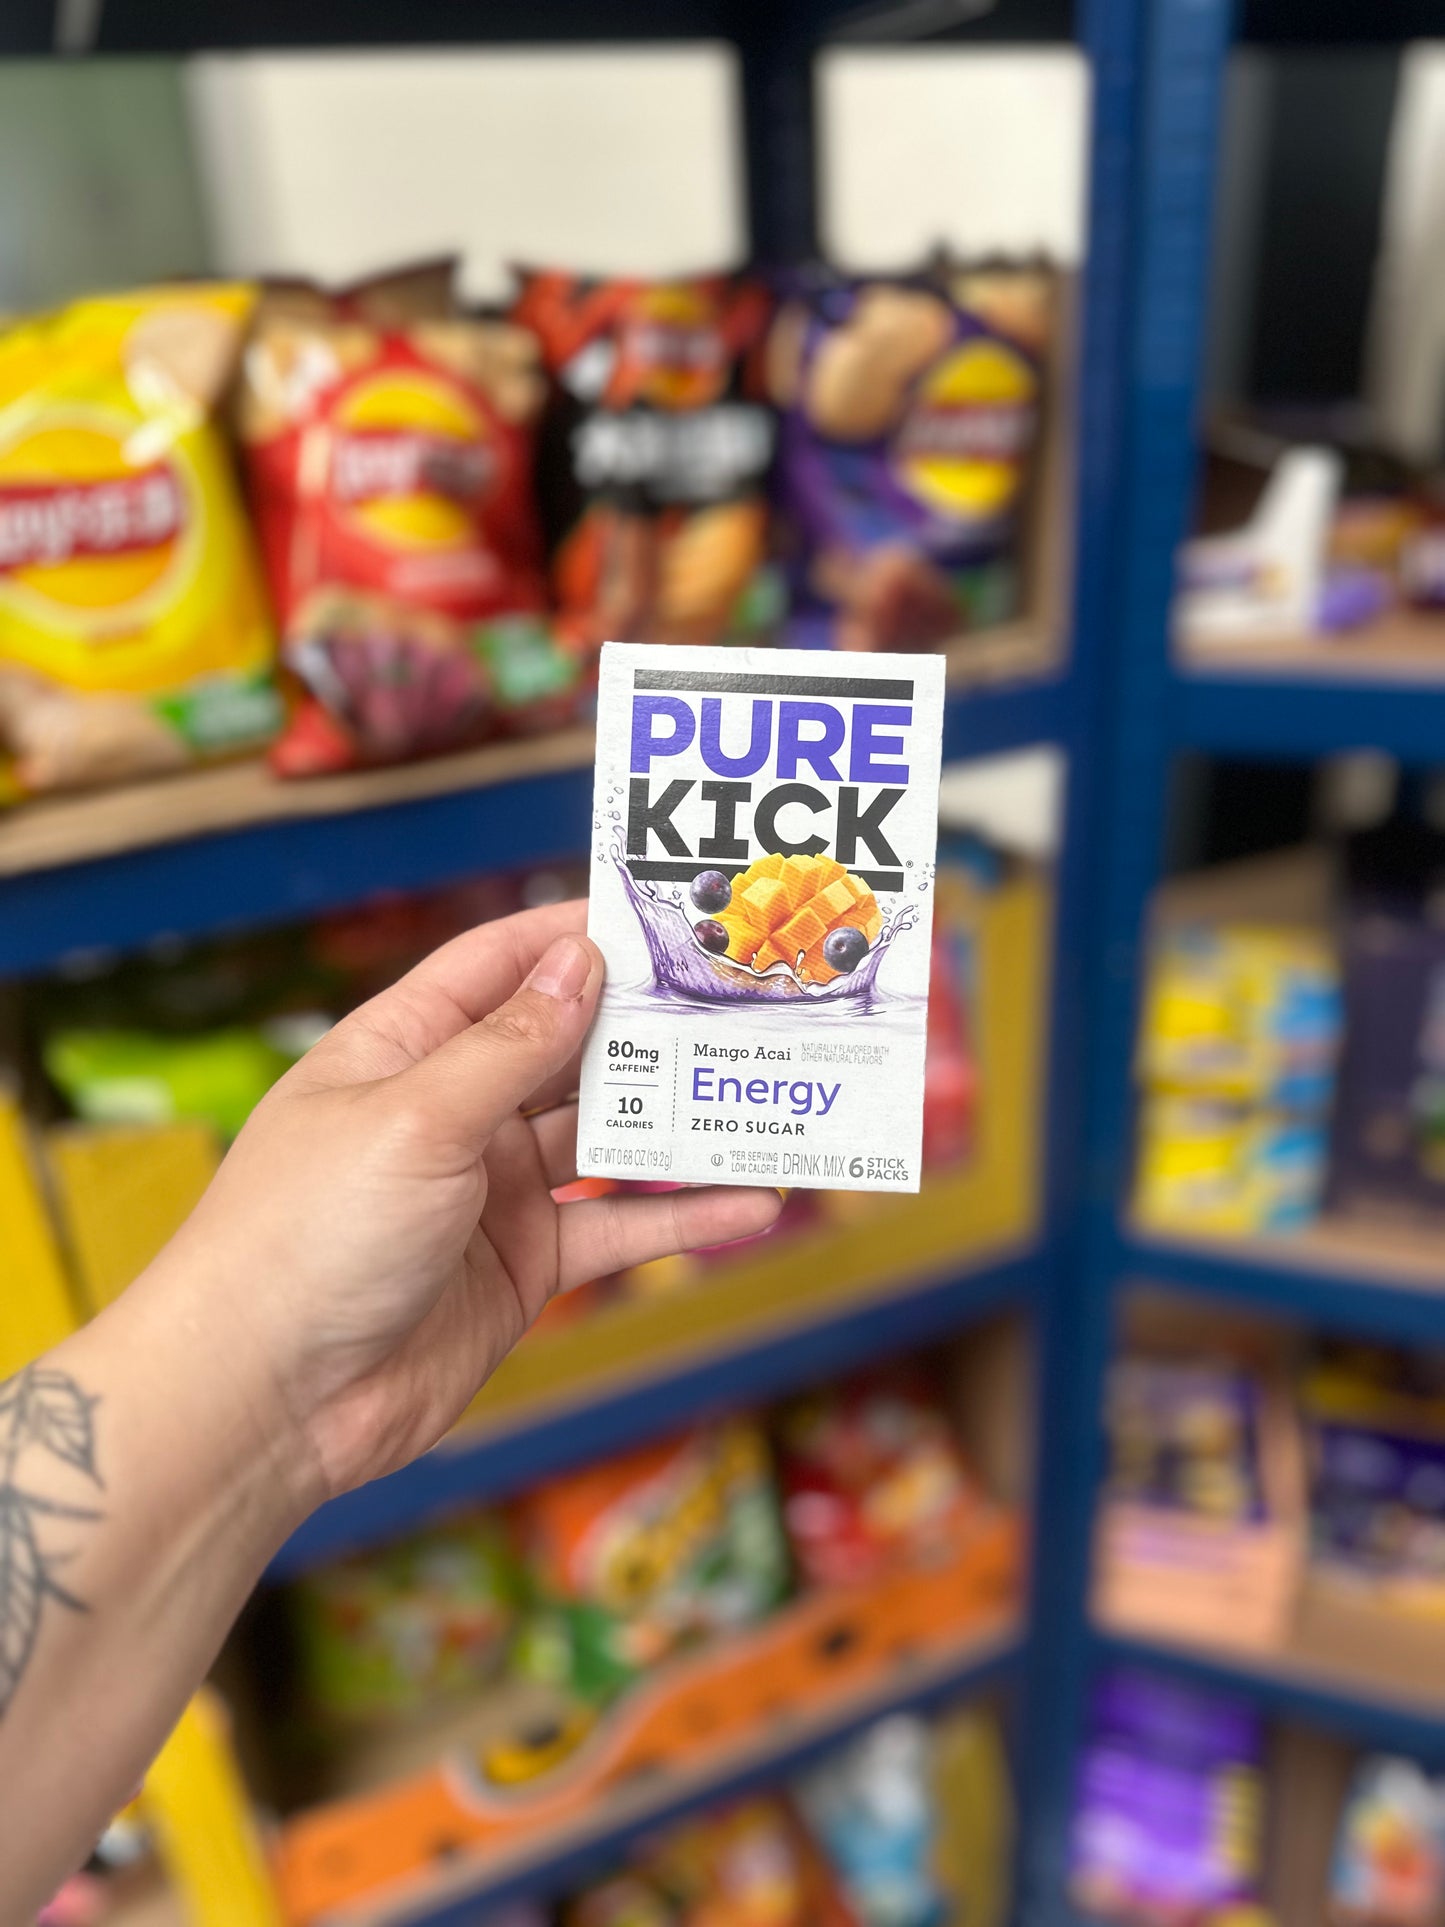 PURE
KICK®
80mg
CAFFEINE*
10
CALORIES
Mango Acai
NATURALLY FLAVORED WITH
OTHER NATURAL FLAVORS
Energy
ZERO SUGAR
NET WT 0.68 OZ (19.2g)
*PER SERVING
LOW CALORIE
DRINK MIX
6 STICK
PACKS